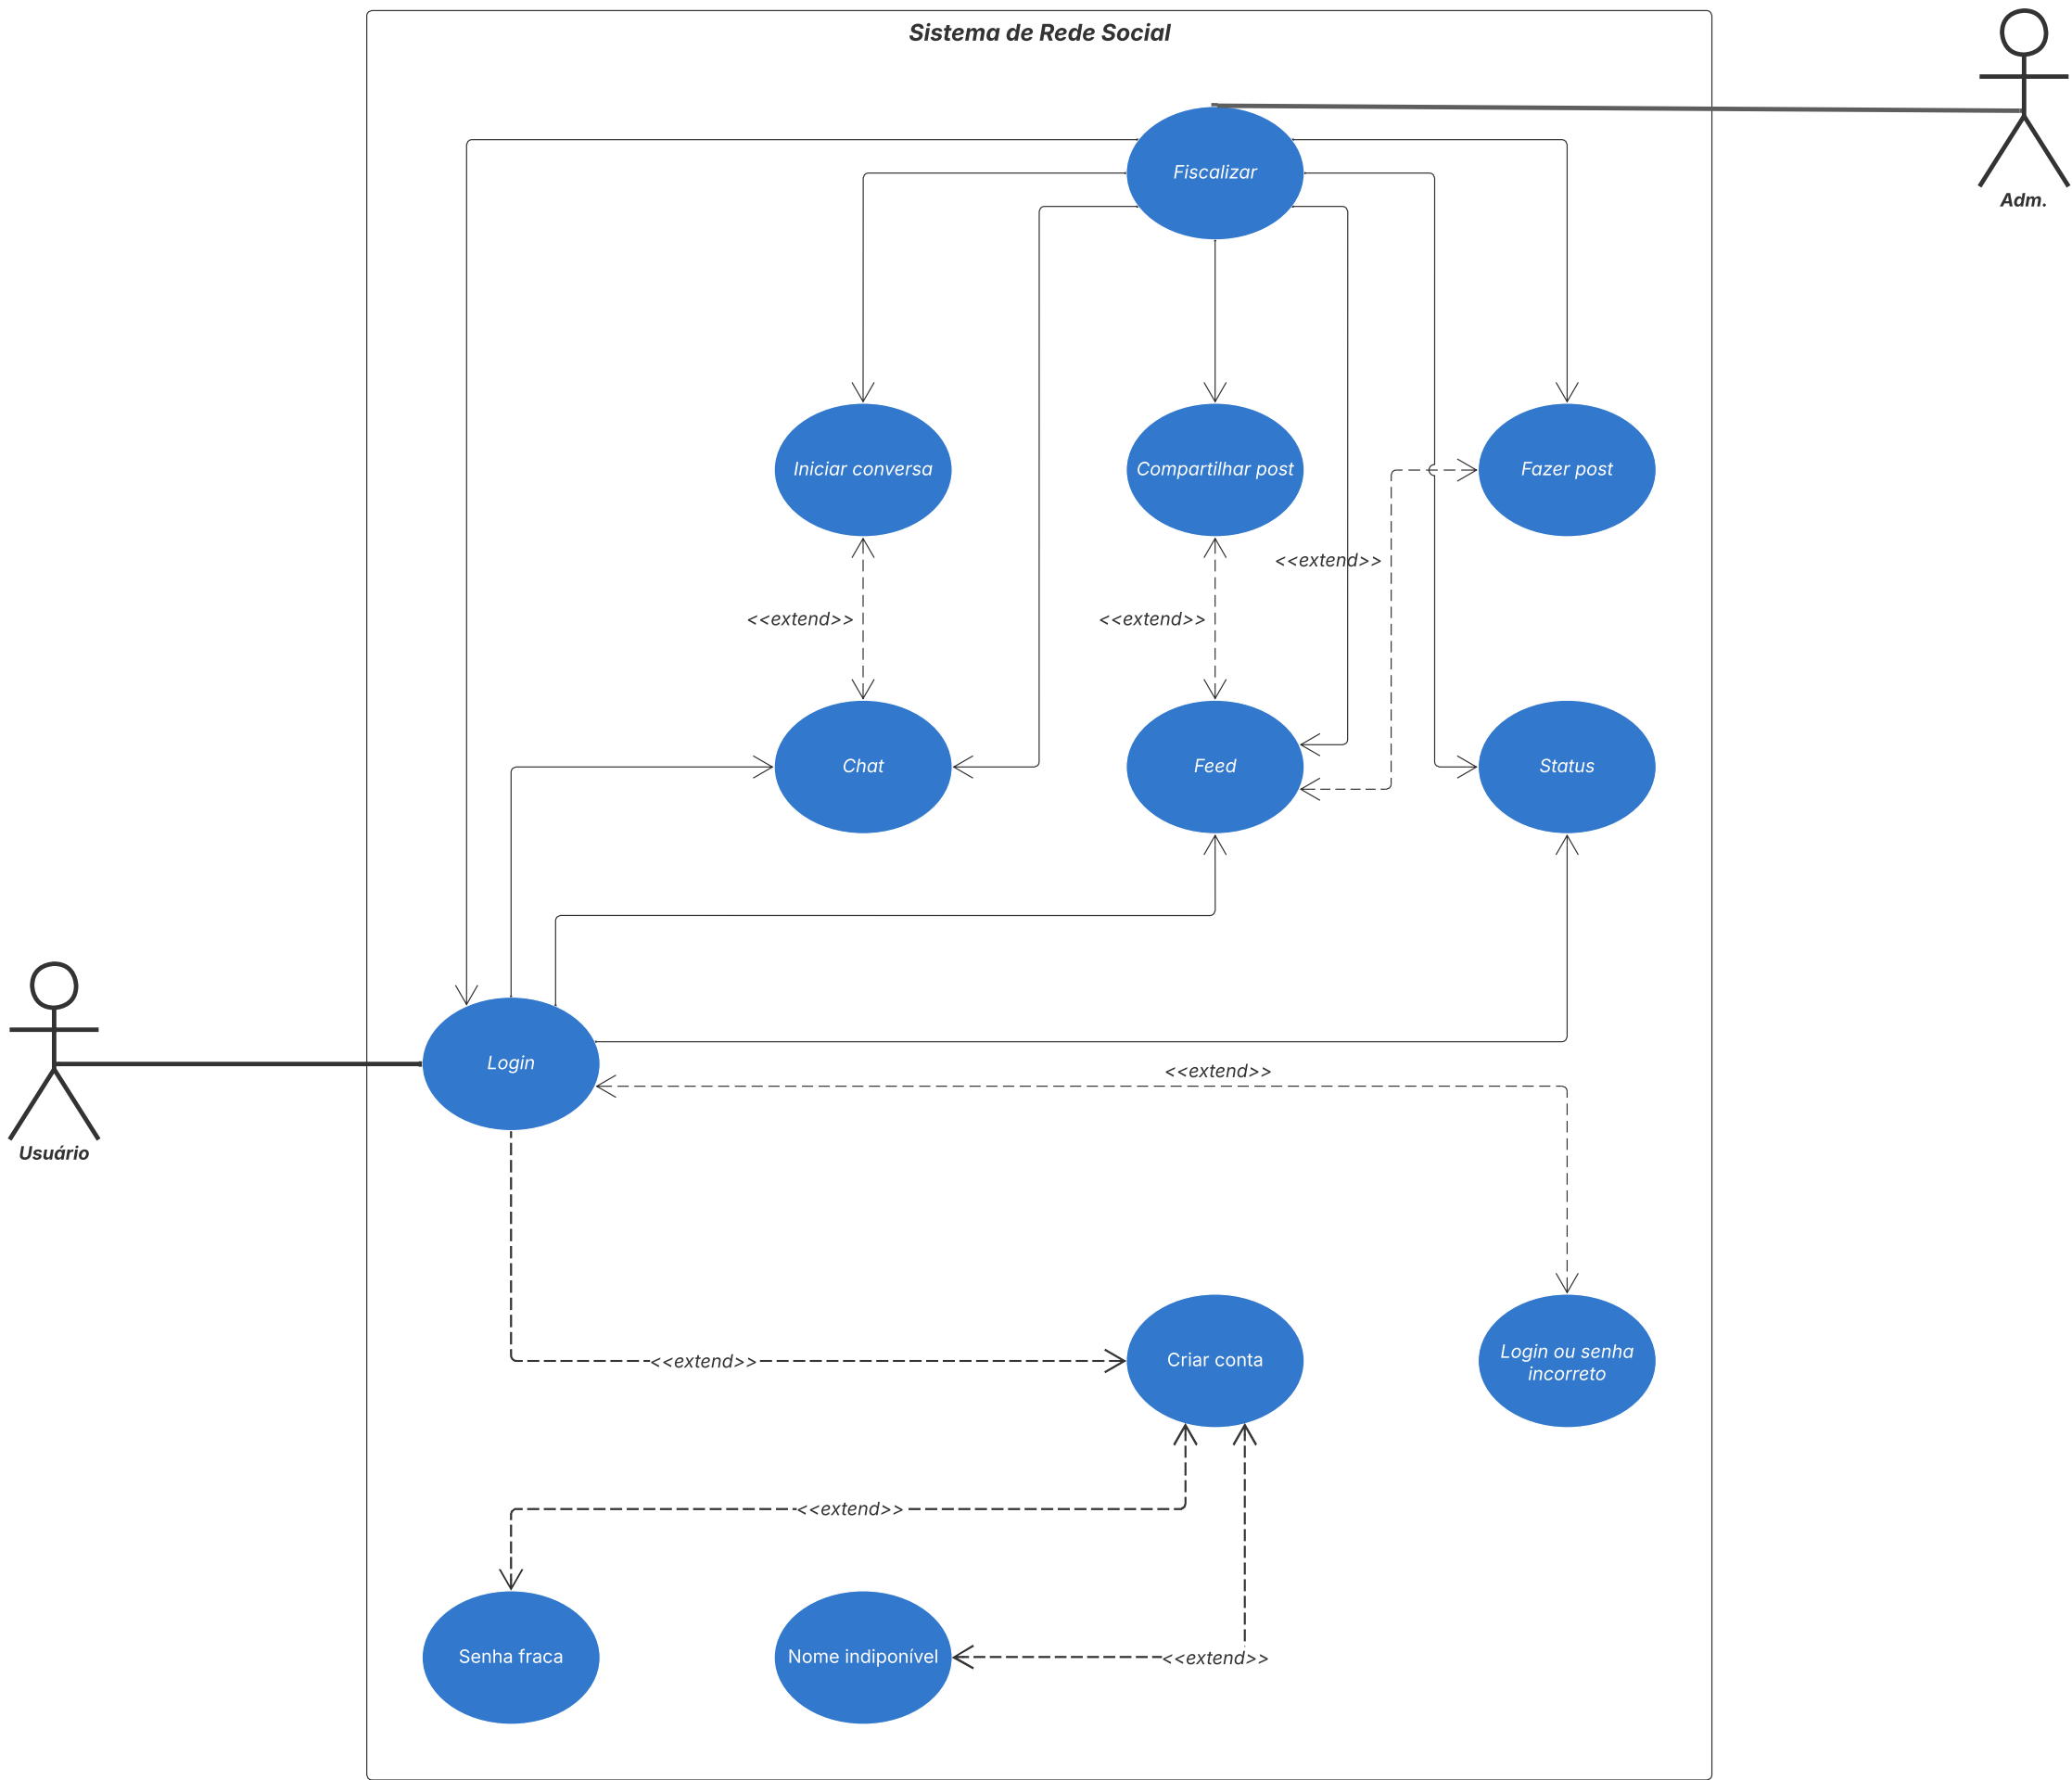 Sistema de Rede Social
Adm.
Fiscalizar
Iniciar conversa
Compartilhar post
Fazer post
<<extend>>
<<extend>>
<<extend>>
Chat
Feed
Status
Usuário
Login
<<extend>>
Criar conta
Login ou senha
incorreto
<<extend>>
<<extend>>
Senha fraca
Nome indiponível
<<extend>>